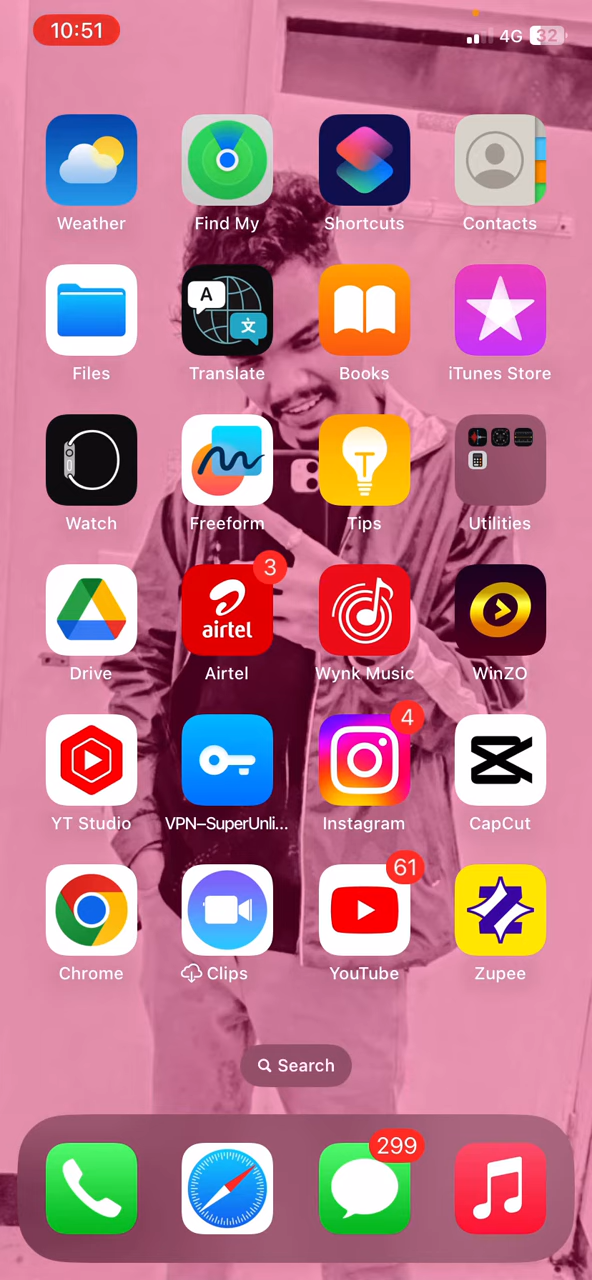 10:51
4G 32
Weather Find My Shortcuts Contacts
A
文
Files Translate Books iTunes Store
Watch Freeform Tips Utilities
3
airtel
Drive Airtel Wynk Music WinZO
4
YT Studio VPN–SuperUnli... Instagram CapCut
61
Chrome Clips YouTube Zupee
Search
299